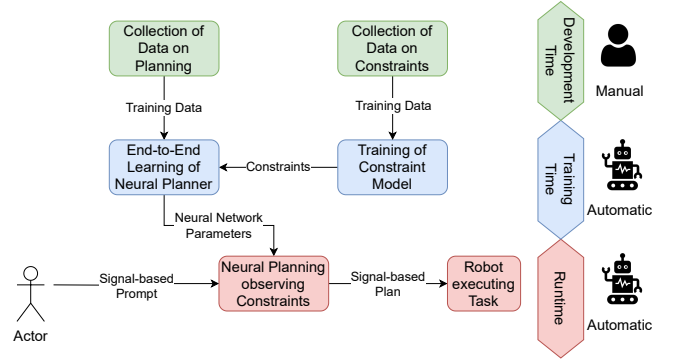 Collection of
Data on
Planning
Collection of
Data on
Constraints
Development
Time
Manual
Training Data
Training Data
End-to-End
Learning of
Neural Planner
Constraints
Training of
Constraint
Model
Training
Time
Automatic
Neural Network
Parameters
Actor
Signal-based
Prompt
Neural Planning
observing
Constraints
Signal-based
Plan
Robot
executing
Task
Runtime
Automatic